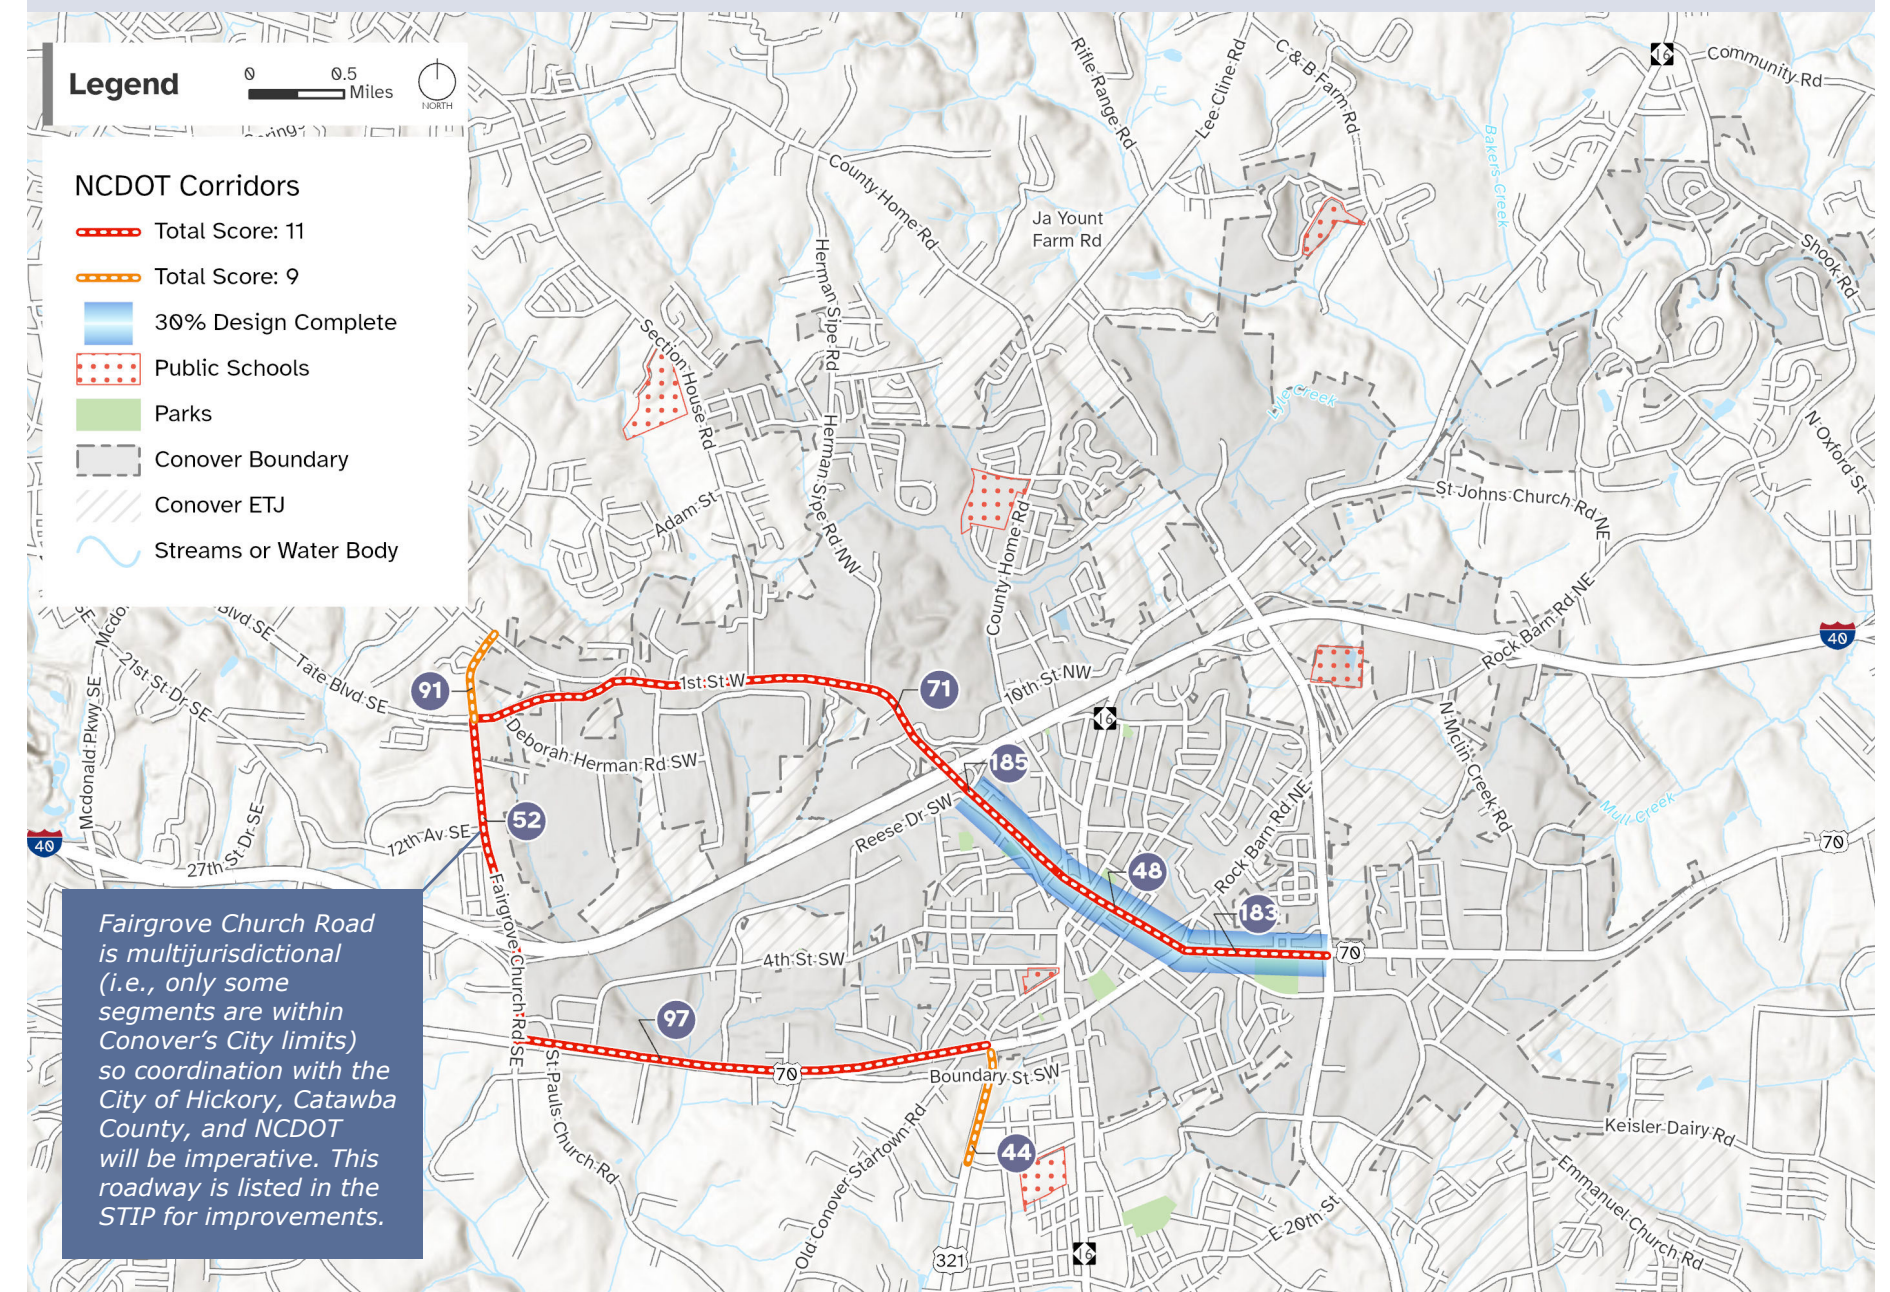 Legend
0 0.5
Miles
NORTH
NCDOT Corridors
Total Score: 11
Total Score: 9
30% Design Complete
Public Schools
Parks
Conover Boundary
Conover ETJ
Streams or Water Body
Rifle Range Rd
Lee Cline Rd
C & B Farm Rd
16
Community Rd
Bakers Creek
County Home Rd
Ja Yount
Farm Rd
Shook Rd
Herman Sipe Rd
Section House Rd
Lyle Creek
N Oxford St
Herman Sipe Rd NW
Adam St
St Johns Church Rd NE
County Home Rd
Rock Barn Rd NE
40
Blvd SE
21st St Dr SE
Tate Blvd SE
Mcdonald Pkwy SE
91
1st St W
71
10th St NW
16
Deborah Herman Rd SW
185
N Mclin Creek Rd
Mull Creek
52
12th Av SE
Reese Dr SW
Rock Barn Rd NE
27th St Dr SE
40
70
48
183
70
Fairgrove Church Rd SE
4th St SW
97
70
Boundary St SW
St Pauls Church Rd
Old Conover Startown Rd
44
Keisler Dairy Rd
Emmanuel Church Rd
E 20th St
321
16
Fairgrove Church Road
is multijurisdictional
(i.e., only some
segments are within
Conover's City limits)
so coordination with the
City of Hickory, Catawba
County, and NCDOT
will be imperative. This
roadway is listed in the
STIP for improvements.